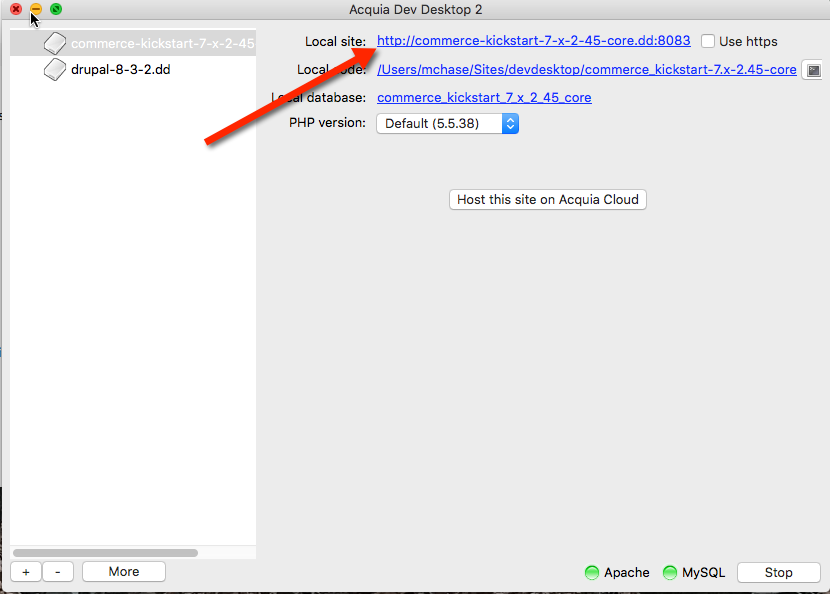 Acquia Dev Desktop 2
commerce-kickstart-7-x-2-45
drupal-8-3-2.dd
Local site: http://commerce-kickstart-7-x-2-45-core.dd:8083 Use https
Local code: /Users/mchase/Sites/devdesktop/commerce_kickstart-7.x-2.45-core
Local database: commerce_kickstart_7_x_2_45_core
PHP version: Default (5.5.38)
Host this site on Acquia Cloud
+ - More Apache MySQL Stop